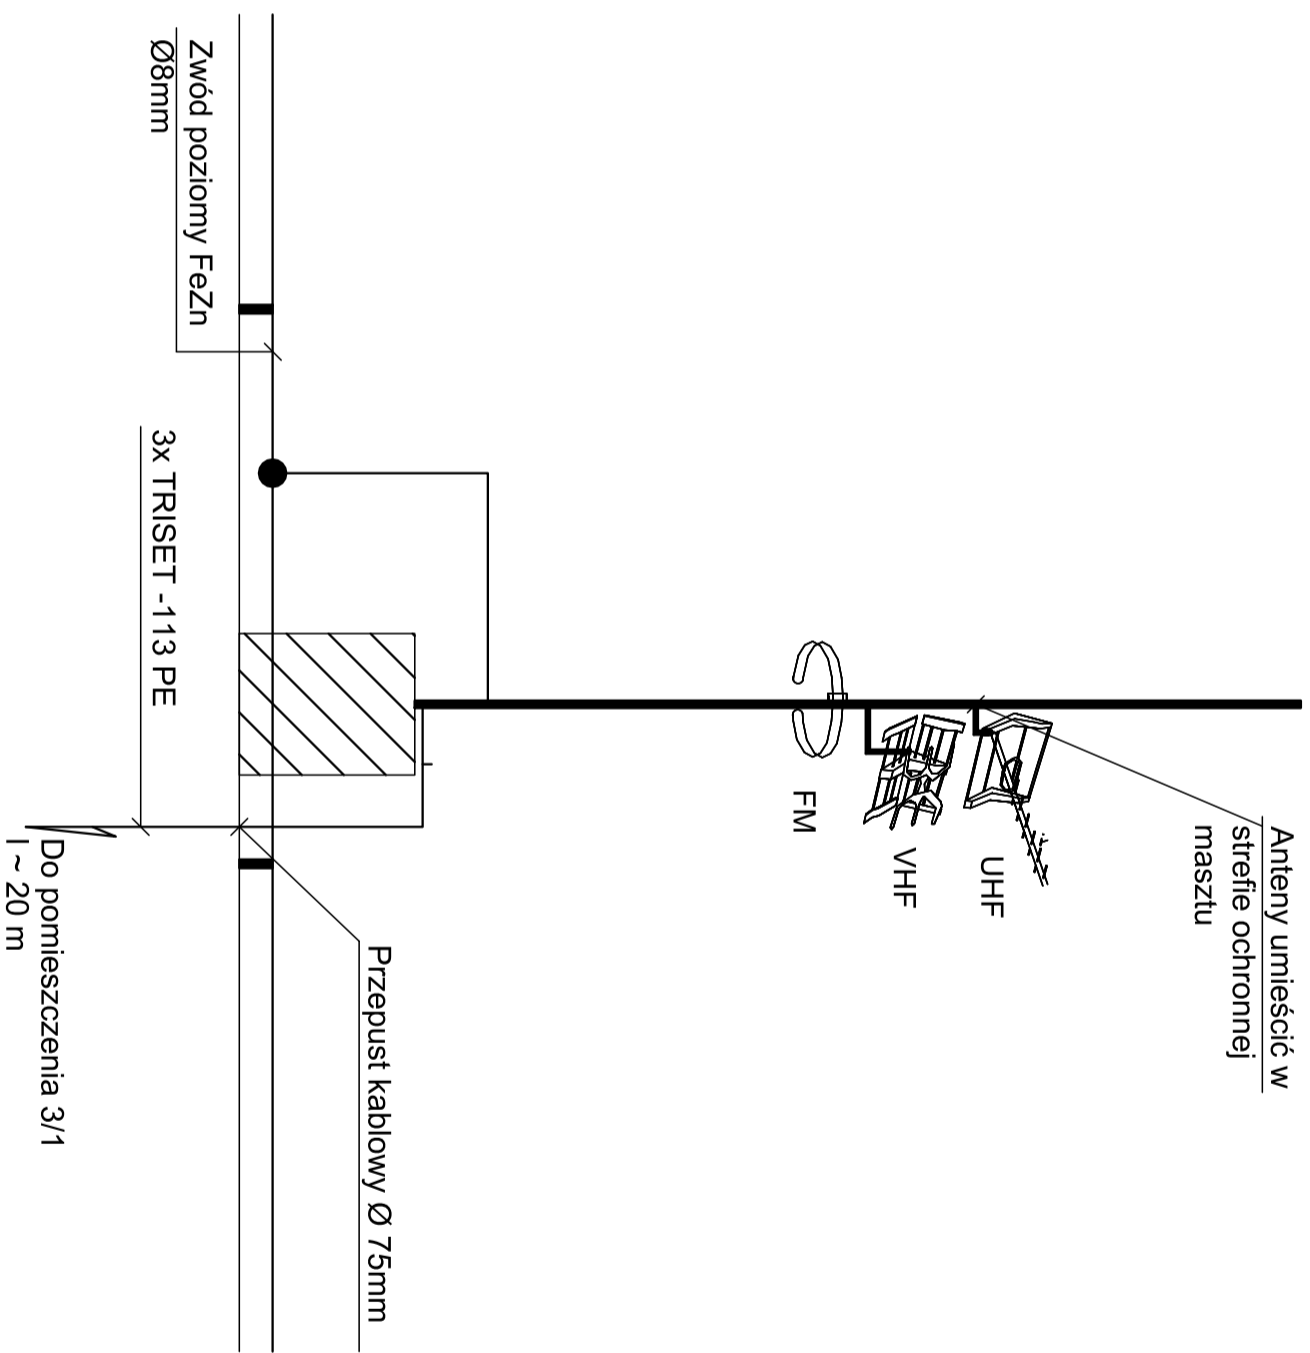 Anteny umieścić w
strefie ochronnej
masztu
UHF
VHF
FM
Przepust kablowy Ø 75mm
Zwód poziomy FeZn
Ø8mm
3x TRISET -113 PE
Do pomieszczenia 3/1
l ~ 20 m